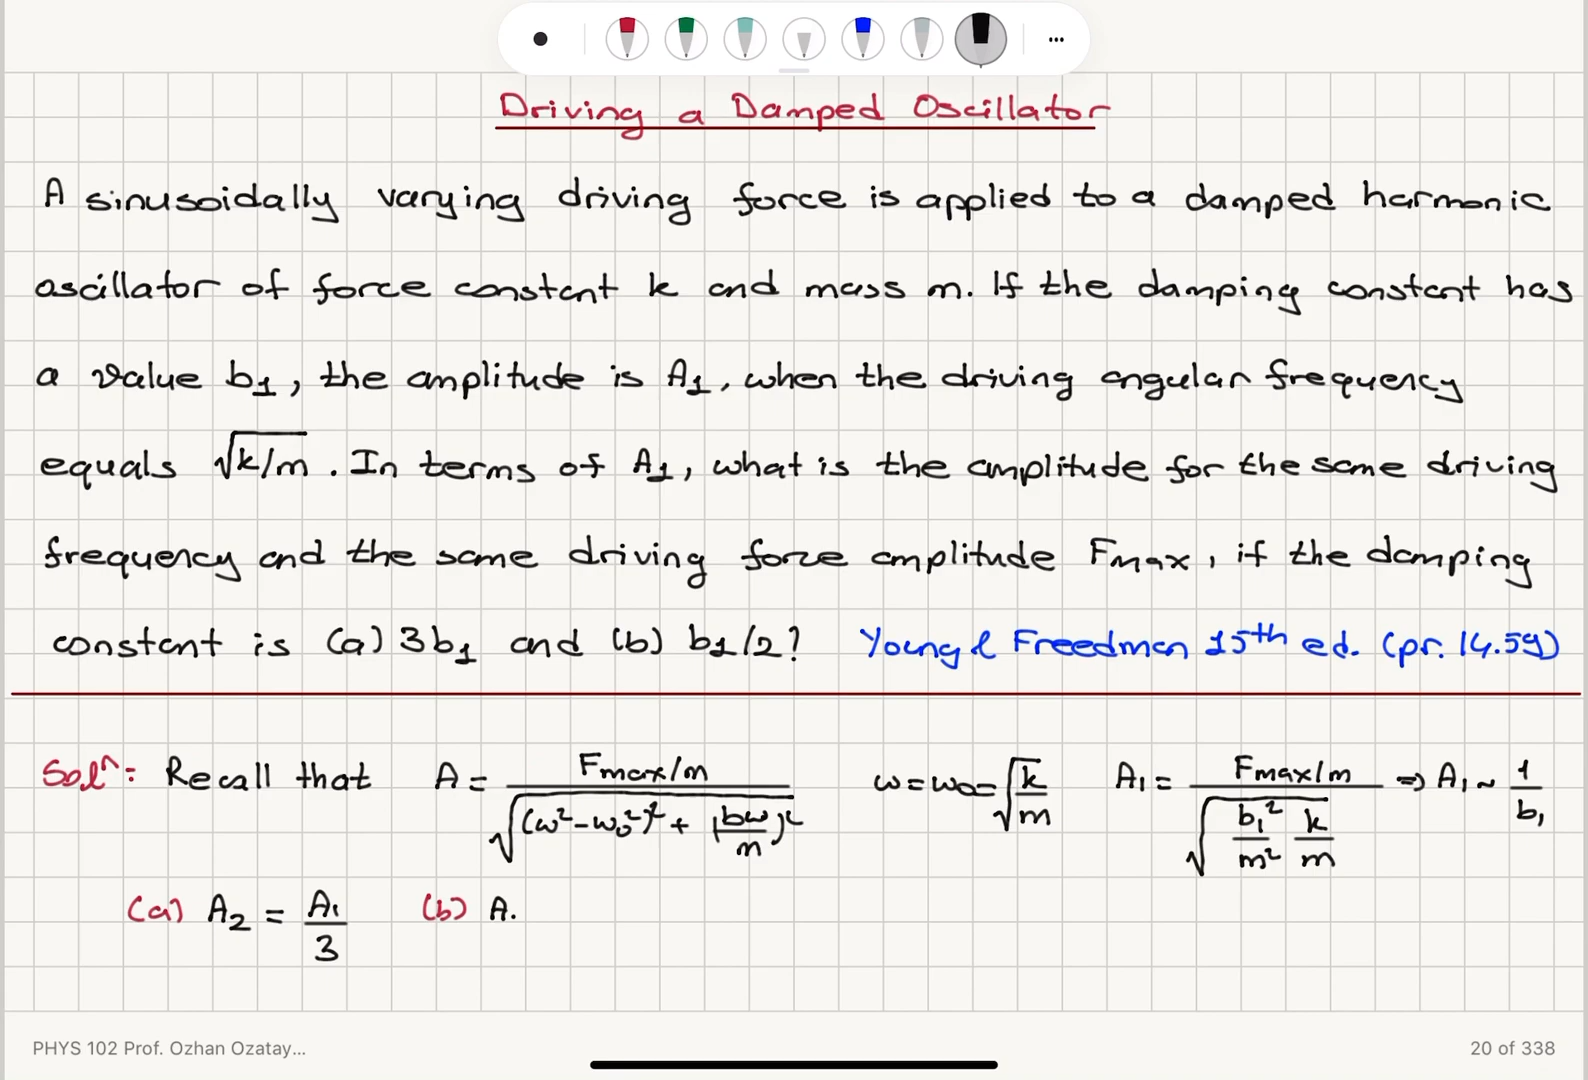 Driving a Damped Oscillator
A sinusoidally varying driving force is applied to a damped harmonic
oscillator of force constant k and mass m. If the damping constant has
a value b₁, the amplitude is A₁, when the driving angular frequency
equals √k/m. In terms of A₁, what is the amplitude for the same driving
frequency and the same driving force amplitude Fmax, if the damping
constant is (a) 3b₁ and (b) b₁/2? Young & Freedman 15th ed. (pr. 14.59)
Solⁿ: Recall that A = (Fmax/m) / √((ω²-ω₀²)² + (bω/m)²) ω=ω₀=√(k/m) A₁ = (Fmax/m) / √(b₁²/m² k/m) ⇒ A₁ ~ 1/b₁
(a) A₂ = A₁/3 (b) A.
PHYS 102 Prof. Ozhan Ozatay... 20 of 338